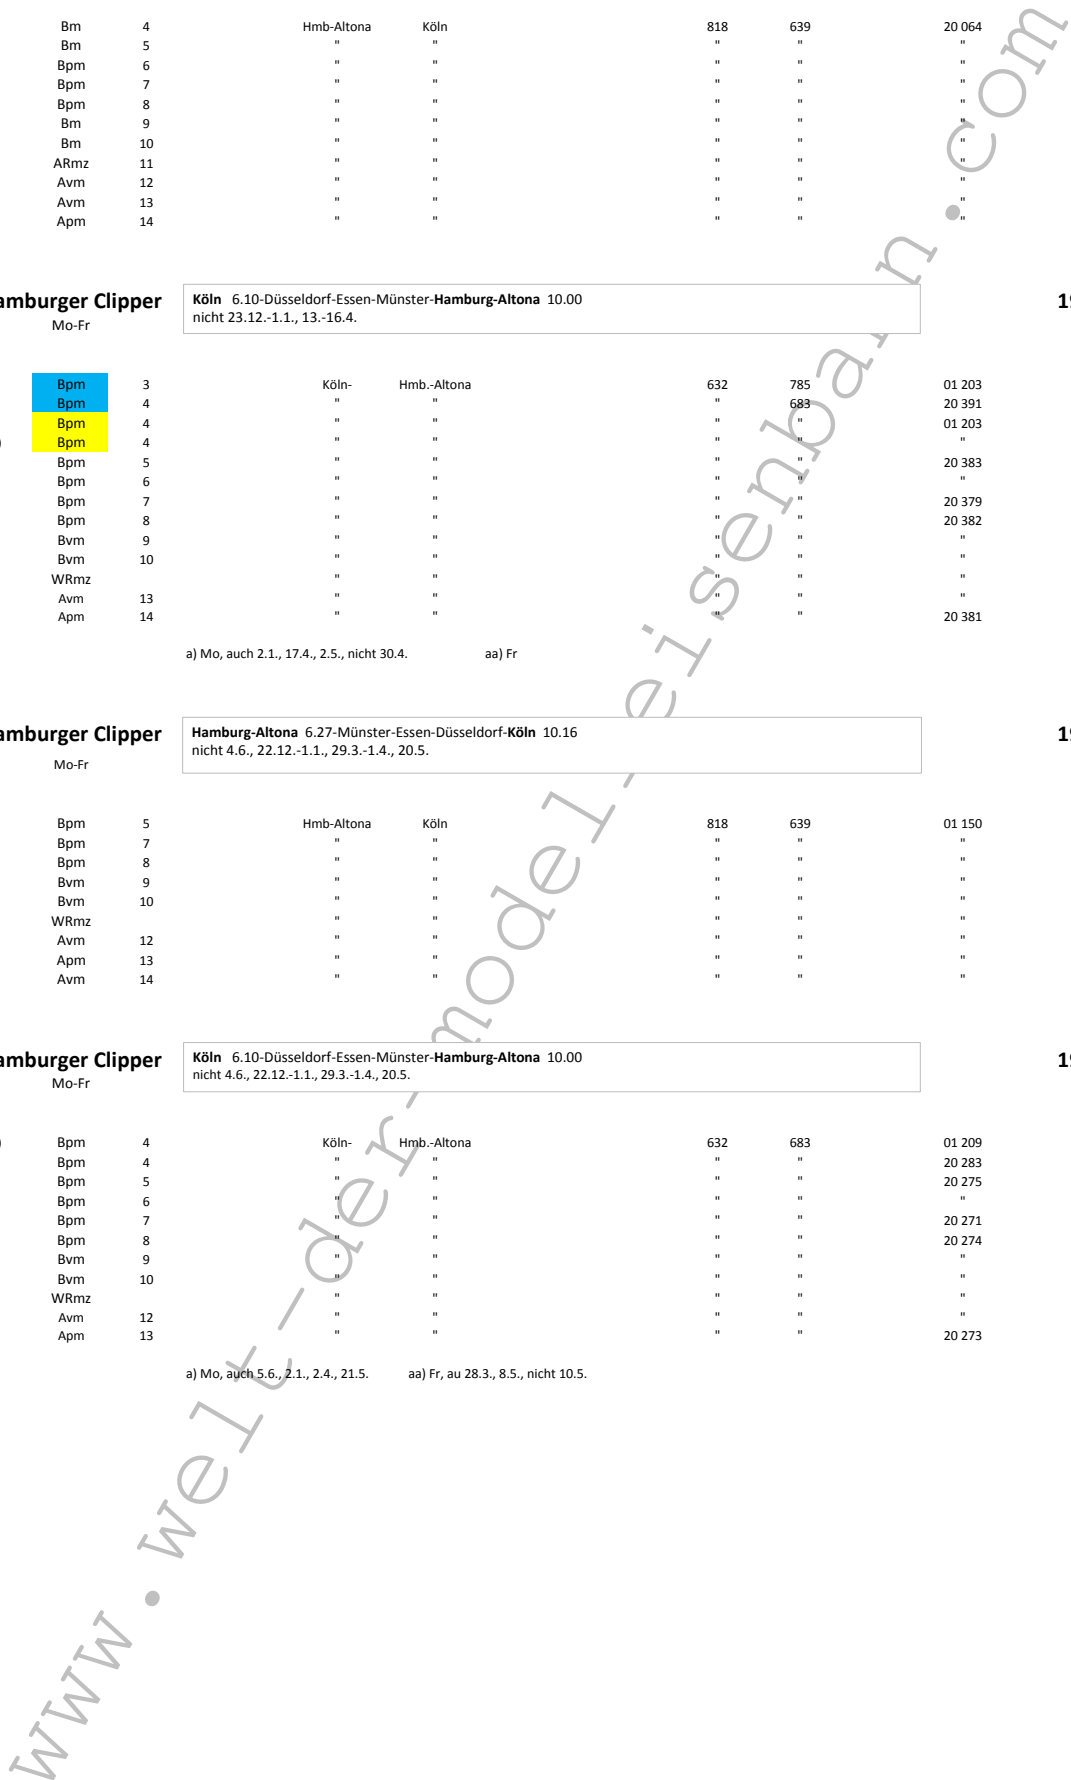 Bm 4 Hmb-Altona Köln 818 639 20 064
Bm 5 " " " " "
Bpm 6 " " " " "
Bpm 7 " " " " "
Bpm 8 " " " " "
Bm 9 " " " " "
Bm 10 " " " " "
ARmz 11 " " " " "
Avm 12 " " " " "
Avm 13 " " " " "
Apm 14 " " " " "
amburger Clipper Köln 6.10-Düsseldorf-Essen-Münster-Hamburg-Altona 10.00 19
Mo-Fr nicht 23.12.-1.1., 13.-16.4.
Bpm 3 Köln- Hmb.-Altona 632 785 01 203
Bpm 4 " " " 683 20 391
Bpm 4 " " " " 01 203
) Bpm 4 " " " " "
Bpm 5 " " " " 20 383
Bpm 6 " " " " "
Bpm 7 " " " " 20 379
Bpm 8 " " " " 20 382
Bvm 9 " " " " "
Bvm 10 " " " " "
WRmz " " " " "
Avm 13 " " " " "
Apm 14 " " " " 20 381
a) Mo, auch 2.1., 17.4., 2.5., nicht 30.4. aa) Fr
amburger Clipper Hamburg-Altona 6.27-Münster-Essen-Düsseldorf-Köln 10.16 19
Mo-Fr nicht 4.6., 22.12.-1.1., 29.3.-1.4., 20.5.
Bpm 5 Hmb-Altona Köln 818 639 01 150
Bpm 7 " " " " "
Bpm 8 " " " " "
Bvm 9 " " " " "
Bvm 10 " " " " "
WRmz " " " " "
Avm 12 " " " " "
Apm 13 " " " " "
Avm 14 " " " " "
amburger Clipper Köln 6.10-Düsseldorf-Essen-Münster-Hamburg-Altona 10.00 19
Mo-Fr nicht 4.6., 22.12.-1.1., 29.3.-1.4., 20.5.
) Bpm 4 Köln- Hmb.-Altona 632 683 01 209
Bpm 4 " " " " 20 283
Bpm 5 " " " " 20 275
Bpm 6 " " " " "
Bpm 7 " " " " 20 271
Bpm 8 " " " " 20 274
Bvm 9 " " " " "
Bvm 10 " " " " "
WRmz " " " " "
Avm 12 " " " " "
Apm 13 " " " " 20 273
a) Mo, auch 5.6., 2.1., 2.4., 21.5. aa) Fr, au 28.3., 8.5., nicht 10.5.
www.welt-der-model-eisenbahn.com